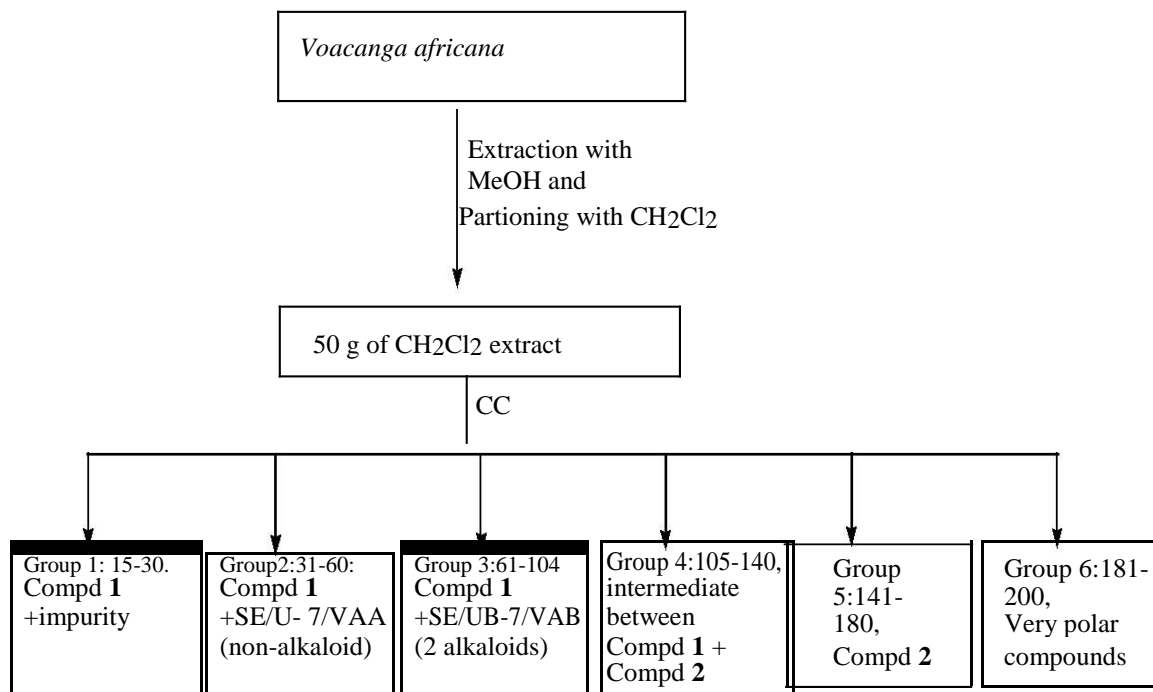 Voacanga africana
Extraction with
MeOH and
Partioning with CH2Cl2
50 g of CH2Cl2 extract
CC
Group 1: 15-30.
Compd 1
+impurity
Group2:31-60:
Compd 1
+SE/U- 7/VAA
(non-alkaloid)
Group 3:61-104
Compd 1
+SE/UB-7/VAB
(2 alkaloids)
Group 4:105-140,
intermediate
between
Compd 1 +
Compd 2
Group
5:141-
180,
Compd 2
Group 6:181-
200,
Very polar
compounds